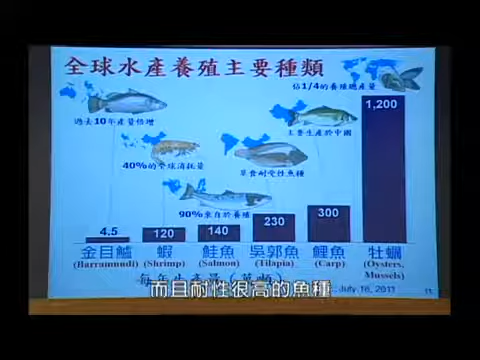 全球水產養殖主要種類
佔1/4的養殖總產量
1,200
過去10年產量倍增
主要生產於中國
40%的全球消耗量
草食耐受性魚種
90%來自於養殖
4.5
120
140
230
300
金目鱸
蝦
鮭魚
吳郭魚
鯉魚
牡蠣
(Barramundi)
(Shrimp)
(Salmon)
(Tilapia)
(Carp)
(Oysters, Mussels)
每年生產量(萬噸)
而且耐性很高的魚種
July 16, 2011